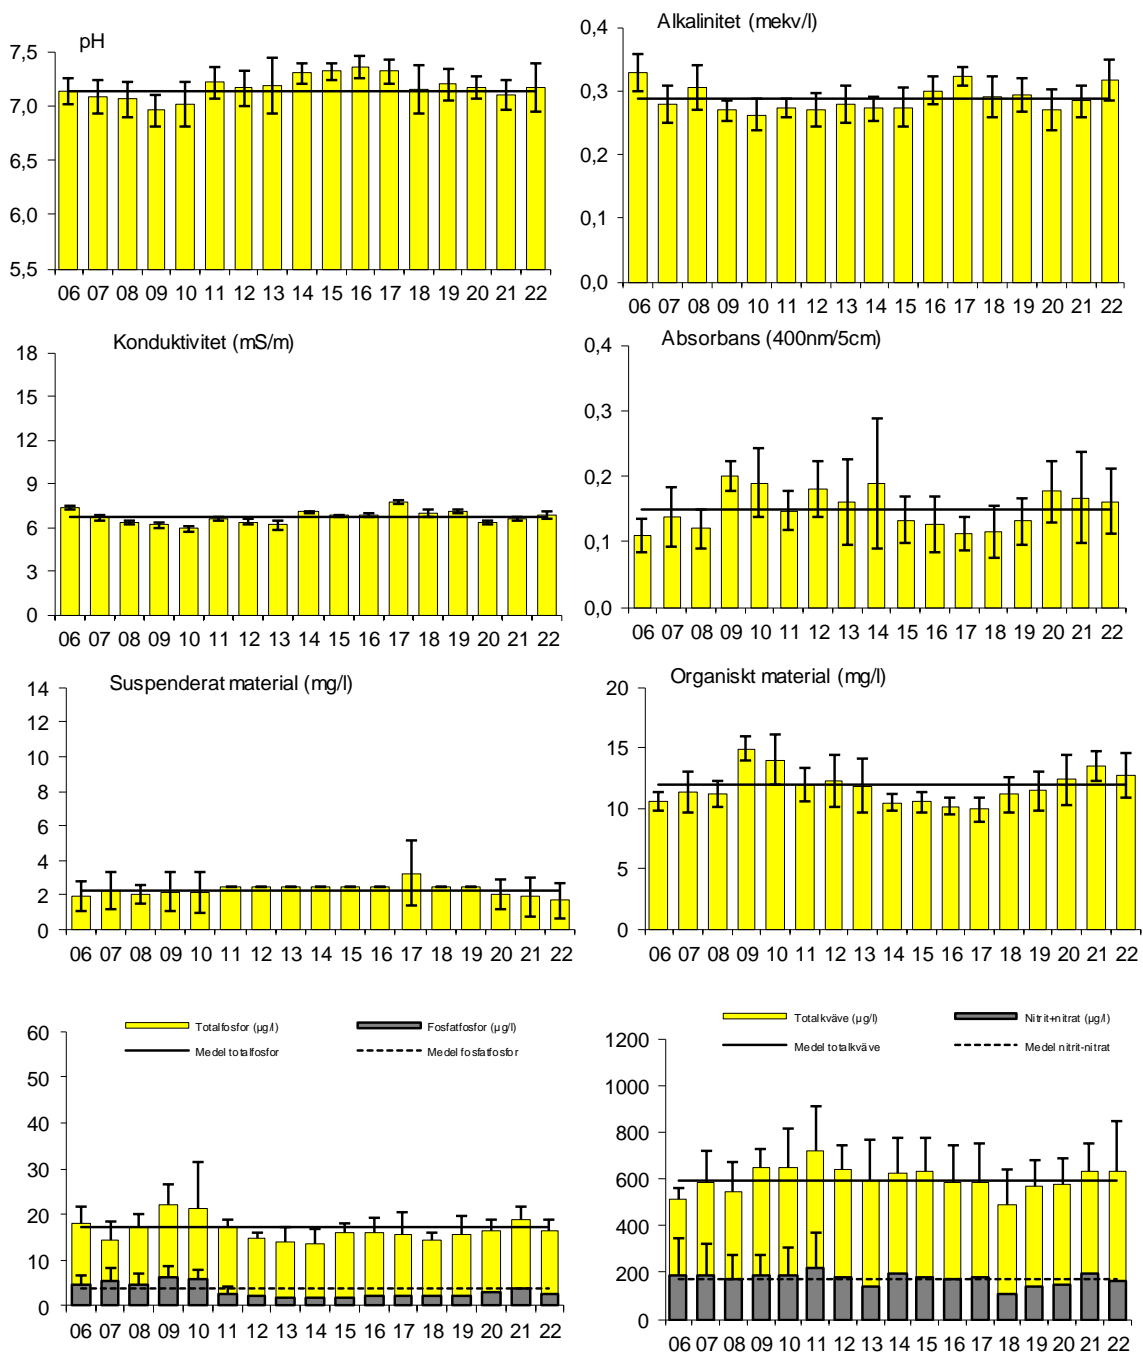 pH
7,5
7,0
6,5
6,0
5,5
06 07 08 09 10 11 12 13 14 15 16 17 18 19 20 21 22
Alkalinitet (mekv/l)
0,4
0,3
0,2
0,1
0,0
06 07 08 09 10 11 12 13 14 15 16 17 18 19 20 21 22
Konduktivitet (mS/m)
18
15
12
9
6
3
0
06 07 08 09 10 11 12 13 14 15 16 17 18 19 20 21 22
Absorbans (400nm/5cm)
0,4
0,3
0,2
0,1
0,0
06 07 08 09 10 11 12 13 14 15 16 17 18 19 20 21 22
Suspenderat material (mg/l)
14
12
10
8
6
4
2
0
06 07 08 09 10 11 12 13 14 15 16 17 18 19 20 21 22
Organiskt material (mg/l)
20
15
10
5
0
06 07 08 09 10 11 12 13 14 15 16 17 18 19 20 21 22
Totalfosfor (µg/l)
Fosfatfosfor (µg/l)
Medel totalfosfor
Medel fosfatfosfor
60
50
40
30
20
10
0
06 07 08 09 10 11 12 13 14 15 16 17 18 19 20 21 22
Totalkväve (µg/l)
Nitrit+nitrat (µg/l)
Medel totalkväve
Medel nitrit-nitrat
1200
1000
800
600
400
200
0
06 07 08 09 10 11 12 13 14 15 16 17 18 19 20 21 22